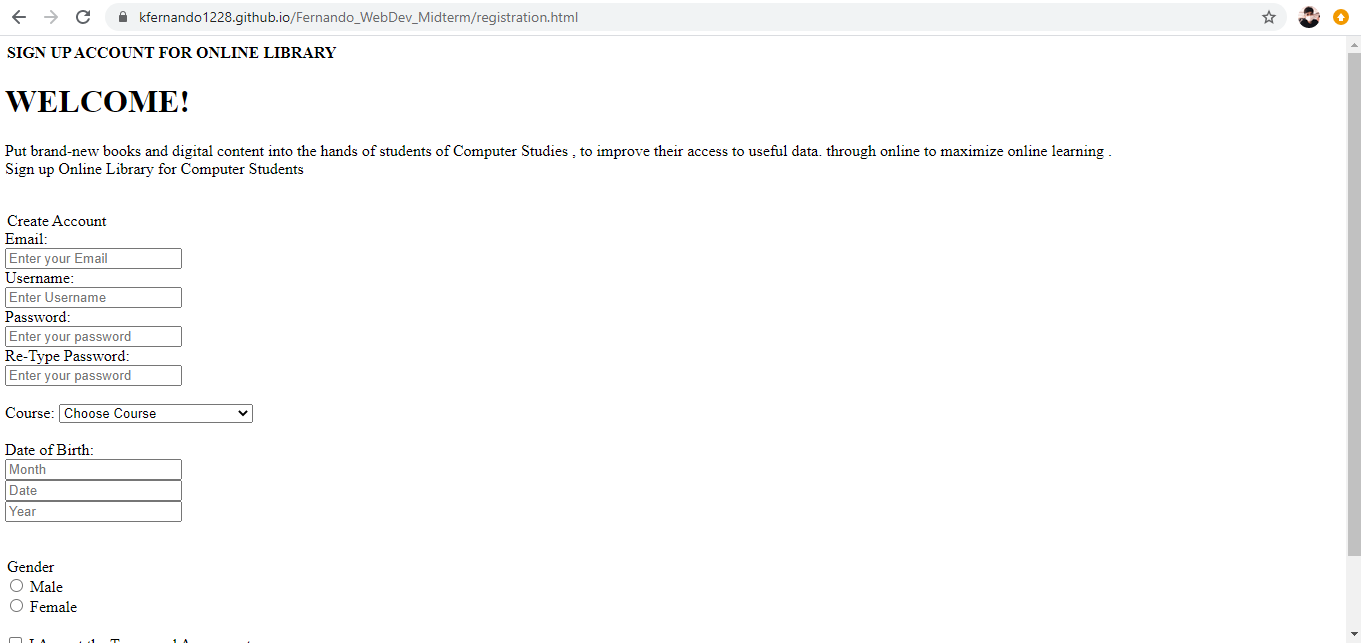 kfernando1228.github.io/Fernando_WebDev_Midterm/registration.html
SIGN UP ACCOUNT FOR ONLINE LIBRARY
WELCOME!
Put brand-new books and digital content into the hands of students of Computer Studies , to improve their access to useful data. through online to maximize online learning .
Sign up Online Library for Computer Students
Create Account
Email:
Enter your Email
Username:
Enter Username
Password:
Enter your password
Re-Type Password:
Enter your password
Course: Choose Course
Date of Birth:
Month
Date
Year
Gender
Male
Female
I Accept the Terms and